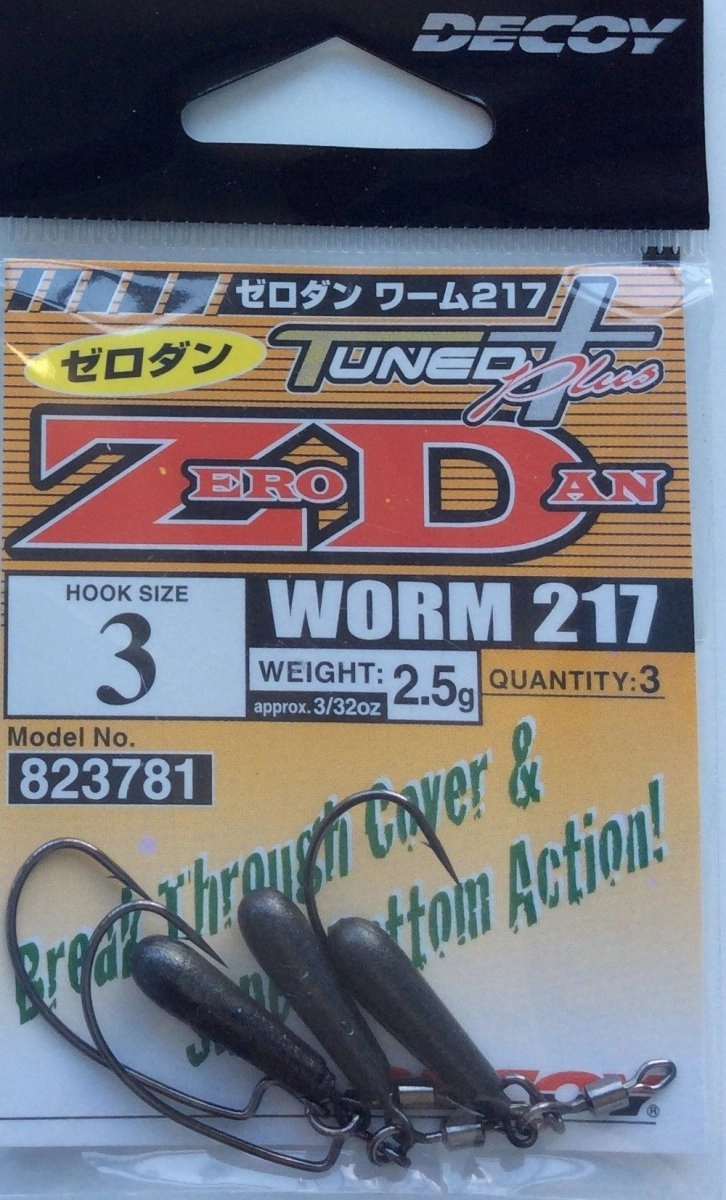 DECOY
ゼロダン ワーム217
ゼロダン
TUNED Plus
ZERO DAN
HOOK SIZE
3
WORM 217
WEIGHT: 2.5g
approx. 3/32oz
QUANTITY:3
Model No.
823781
Break Through Cover &
Bottom Action!
®